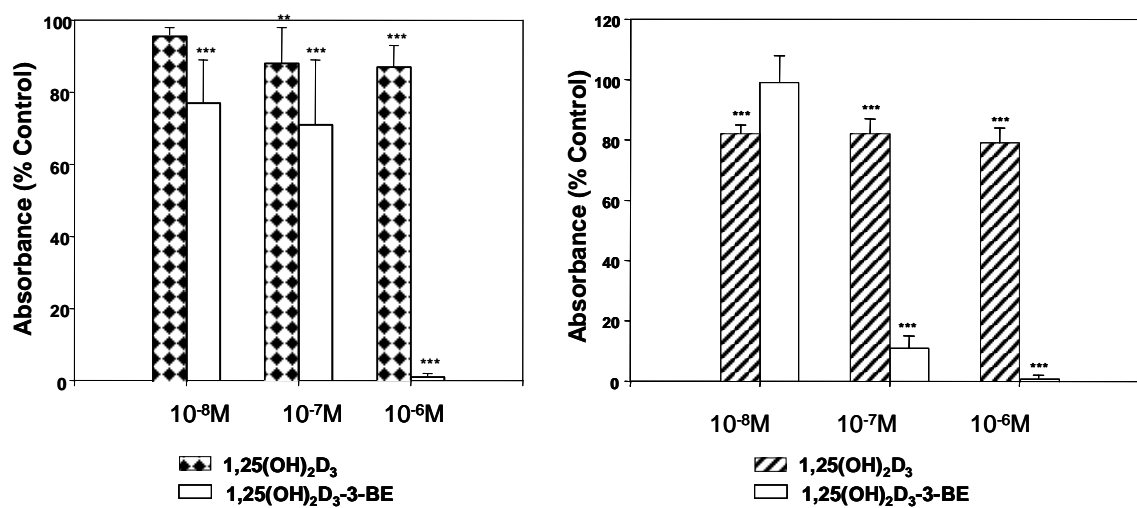 Absorbance (% Control)
100
80
60
40
20
0
***
**
***
***
***
10⁻⁸M
10⁻⁷M
10⁻⁶M
1,25(OH)₂D₃
1,25(OH)₂D₃-3-BE
Absorbance (% Control)
120
100
80
60
40
20
0
***
***
***
***
***
10⁻⁸M
10⁻⁷M
10⁻⁶M
1,25(OH)₂D₃
1,25(OH)₂D₃-3-BE